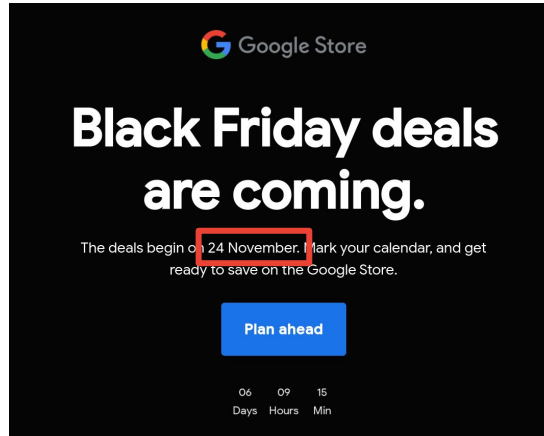 Google Store
Black Friday deals
are coming.
The deals begin on 24 November. Mark your calendar, and get
ready to save on the Google Store.
Plan ahead
06 09 15
Days Hours Min